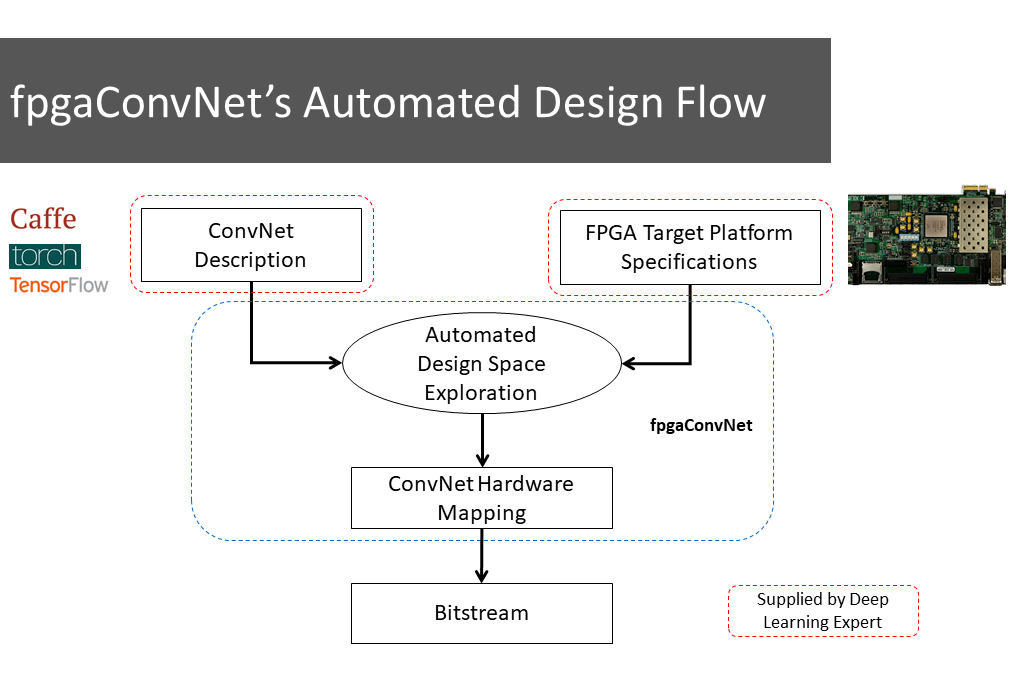 fpgaConvNet’s Automated Design Flow
Caffe
torch
TensorFlow
ConvNet
Description
FPGA Target Platform
Specifications
Automated
Design Space
Exploration
fpgaConvNet
ConvNet Hardware
Mapping
Bitstream
Supplied by Deep
Learning Expert